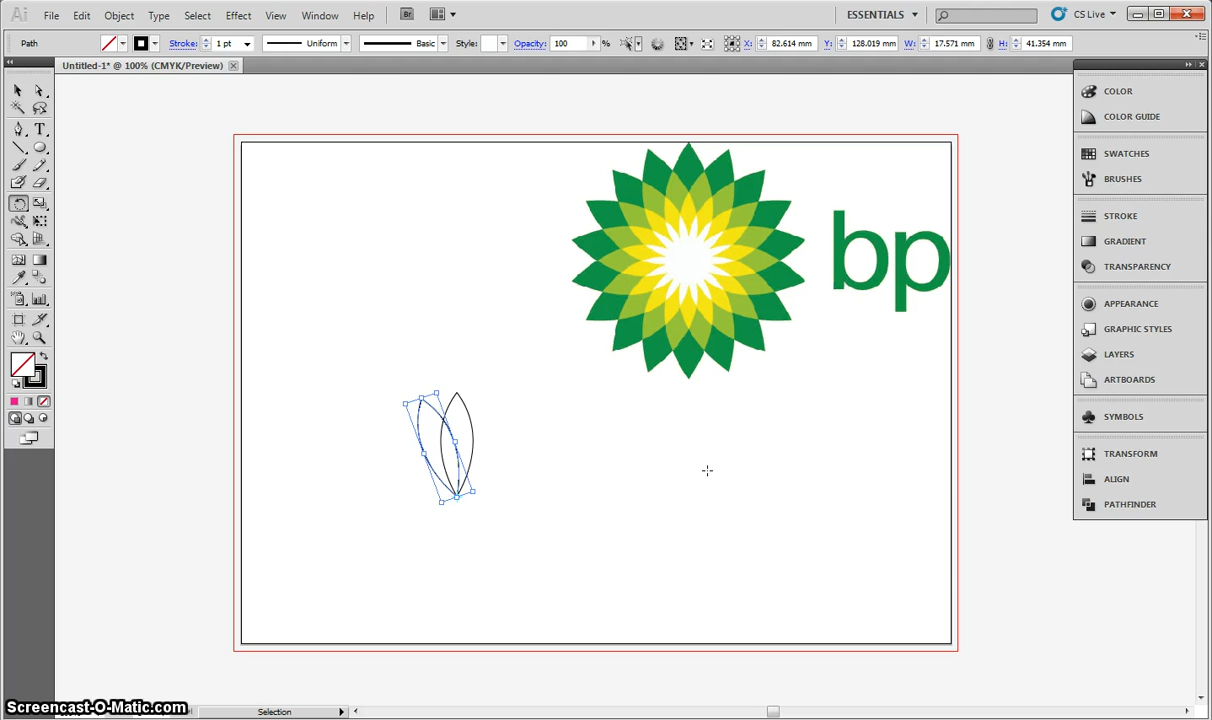 Ai File Edit Object Type Select Effect View Window Help Br ESSENTIALS CS Live
Path Stroke: 1 pt Uniform Basic Style: Opacity: 100 % X: 82.614 mm Y: 128.019 mm W: 17.571 mm H: 41.354 mm
Untitled-1* @ 100% (CMYK/Preview)
COLOR
COLOR GUIDE
SWATCHES
BRUSHES
STROKE
GRADIENT
TRANSPARENCY
APPEARANCE
GRAPHIC STYLES
LAYERS
ARTBOARDS
SYMBOLS
TRANSFORM
ALIGN
PATHFINDER
T
bp
Screencast-O-Matic.com
Selection